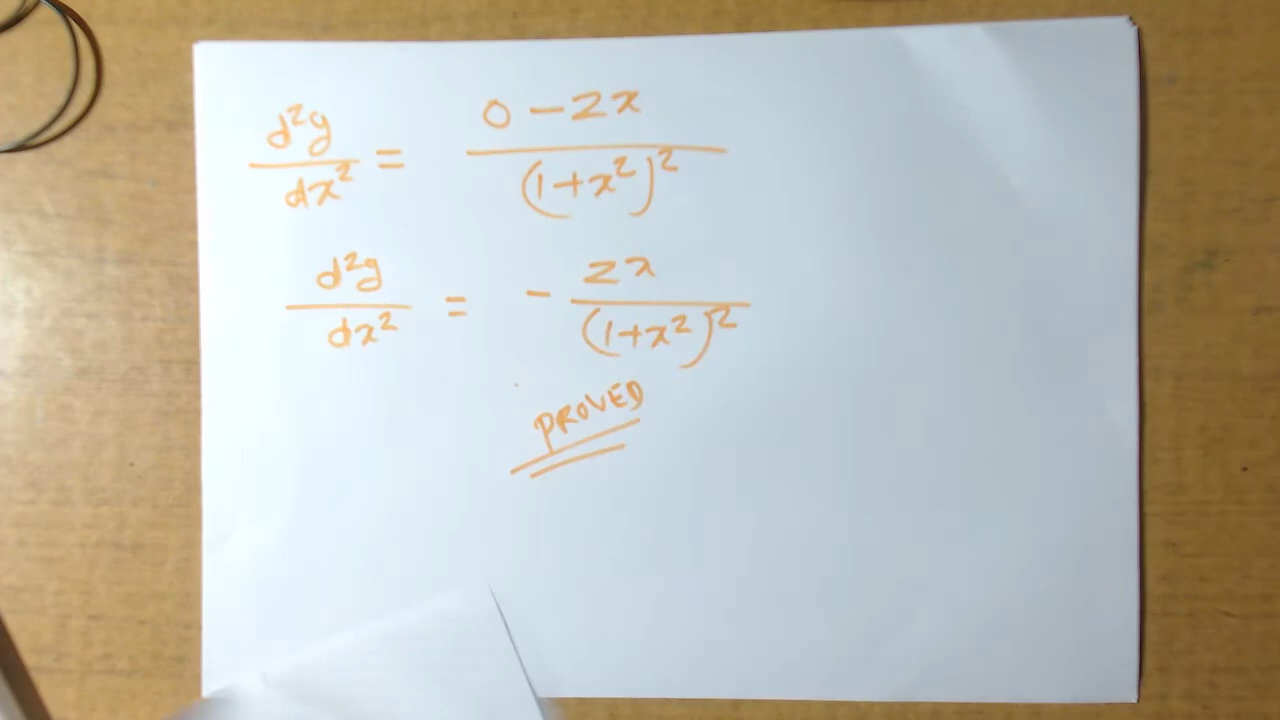 d²y/dx² = 0 - 2x/(1+x²)²
d²y/dx² = - 2x/(1+x²)²
PROVED